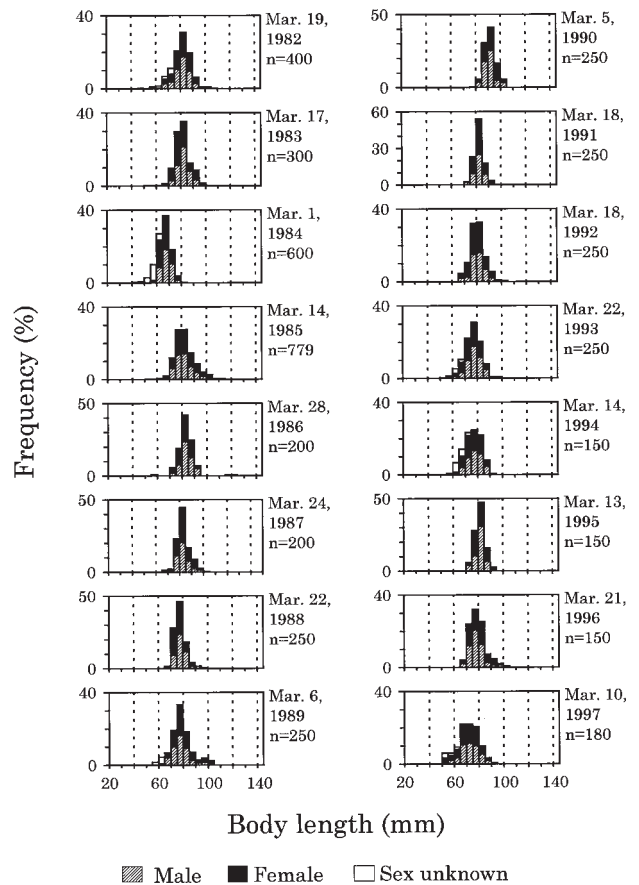 Frequency (%)
40
0
Mar. 19,
1982
n=400
40
0
Mar. 17,
1983
n=300
40
0
Mar. 1,
1984
n=600
40
0
Mar. 14,
1985
n=779
50
0
Mar. 28,
1986
n=200
50
0
Mar. 24,
1987
n=200
50
0
Mar. 22,
1988
n=250
40
0
Mar. 6,
1989
n=250
20 60 100 140
50
0
Mar. 5,
1990
n=250
60
30
0
Mar. 18,
1991
n=250
40
0
Mar. 18,
1992
n=250
40
0
Mar. 22,
1993
n=250
40
0
Mar. 14,
1994
n=150
50
0
Mar. 13,
1995
n=150
40
0
Mar. 21,
1996
n=150
40
0
Mar. 10,
1997
n=180
20 60 100 140
Body length (mm)
Male Female Sex unknown